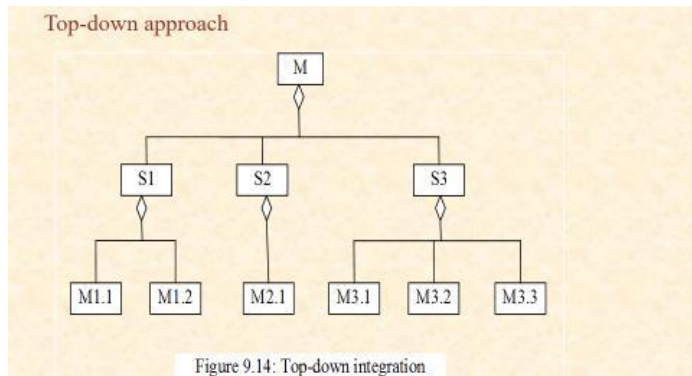 Top-down approach
M
S1 S2 S3
M1.1 M1.2 M2.1 M3.1 M3.2 M3.3
Figure 9.14: Top-down integration